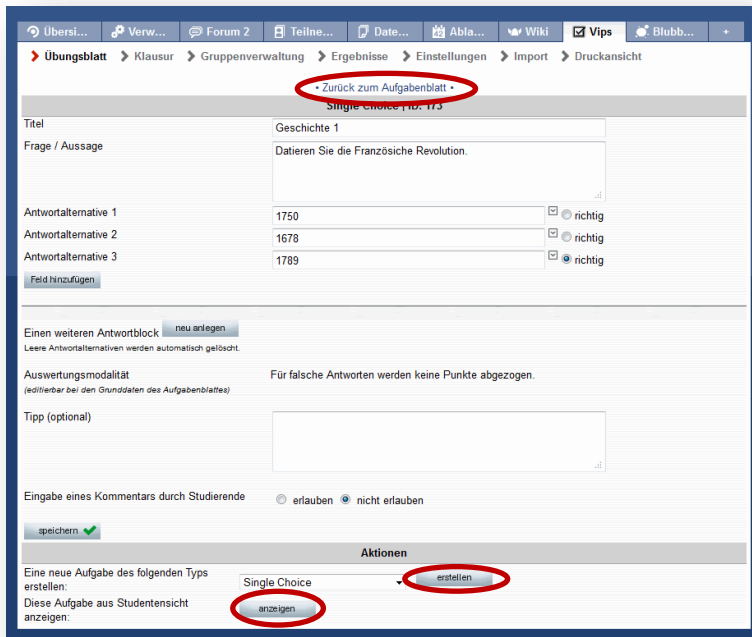 Übersi... Verw... Forum 2 Teilne... Date... Abla... Wiki Vips Blubb... +
Übungsblatt Klausur Gruppenverwaltung Ergebnisse Einstellungen Import Druckansicht
• Zurück zum Aufgabenblatt •
Single Choice | ID: 173
Titel Geschichte 1
Frage / Aussage Datieren Sie die Französiche Revolution.
Antwortalternative 1 1750 richtig
Antwortalternative 2 1678 richtig
Antwortalternative 3 1789 richtig
Feld hinzufügen
Einen weiteren Antwortblock neu anlegen
Leere Antwortalternativen werden automatisch gelöscht.
Auswertungsmodalität Für falsche Antworten werden keine Punkte abgezogen.
(editierbar bei den Grunddaten des Aufgabenblattes)
Tipp (optional)
Eingabe eines Kommentars durch Studierende erlauben nicht erlauben
speichern
Aktionen
Eine neue Aufgabe des folgenden Typs
erstellen: Single Choice erstellen
Diese Aufgabe aus Studentensicht
anzeigen: anzeigen